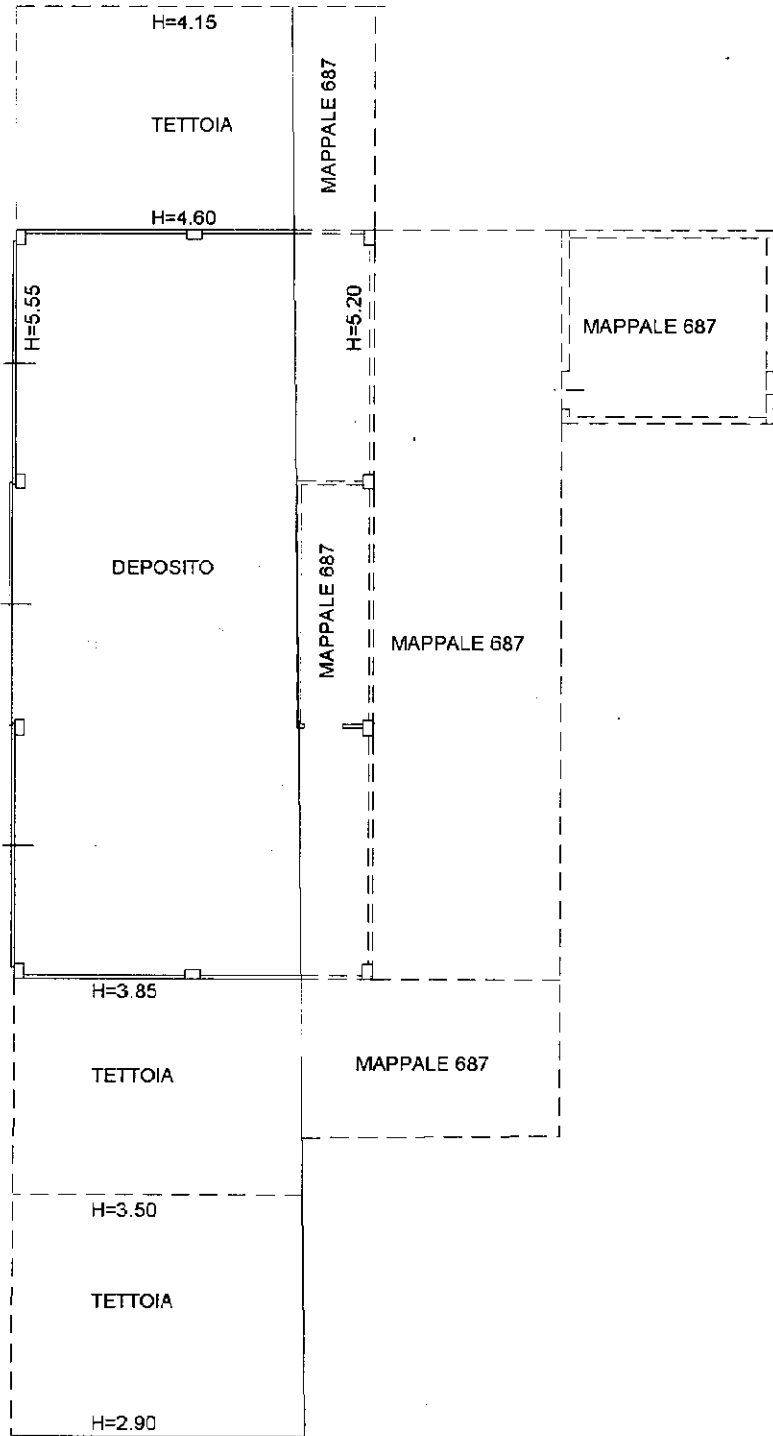 H=4.15
TETTOIA
MAPPALE 687
H=4.60
H=5.55
H=5.20
MAPPALE 687
DEPOSITO
MAPPALE 687
MAPPALE 687
H=3.85
TETTOIA
MAPPALE 687
H=3.50
TETTOIA
H=2.90